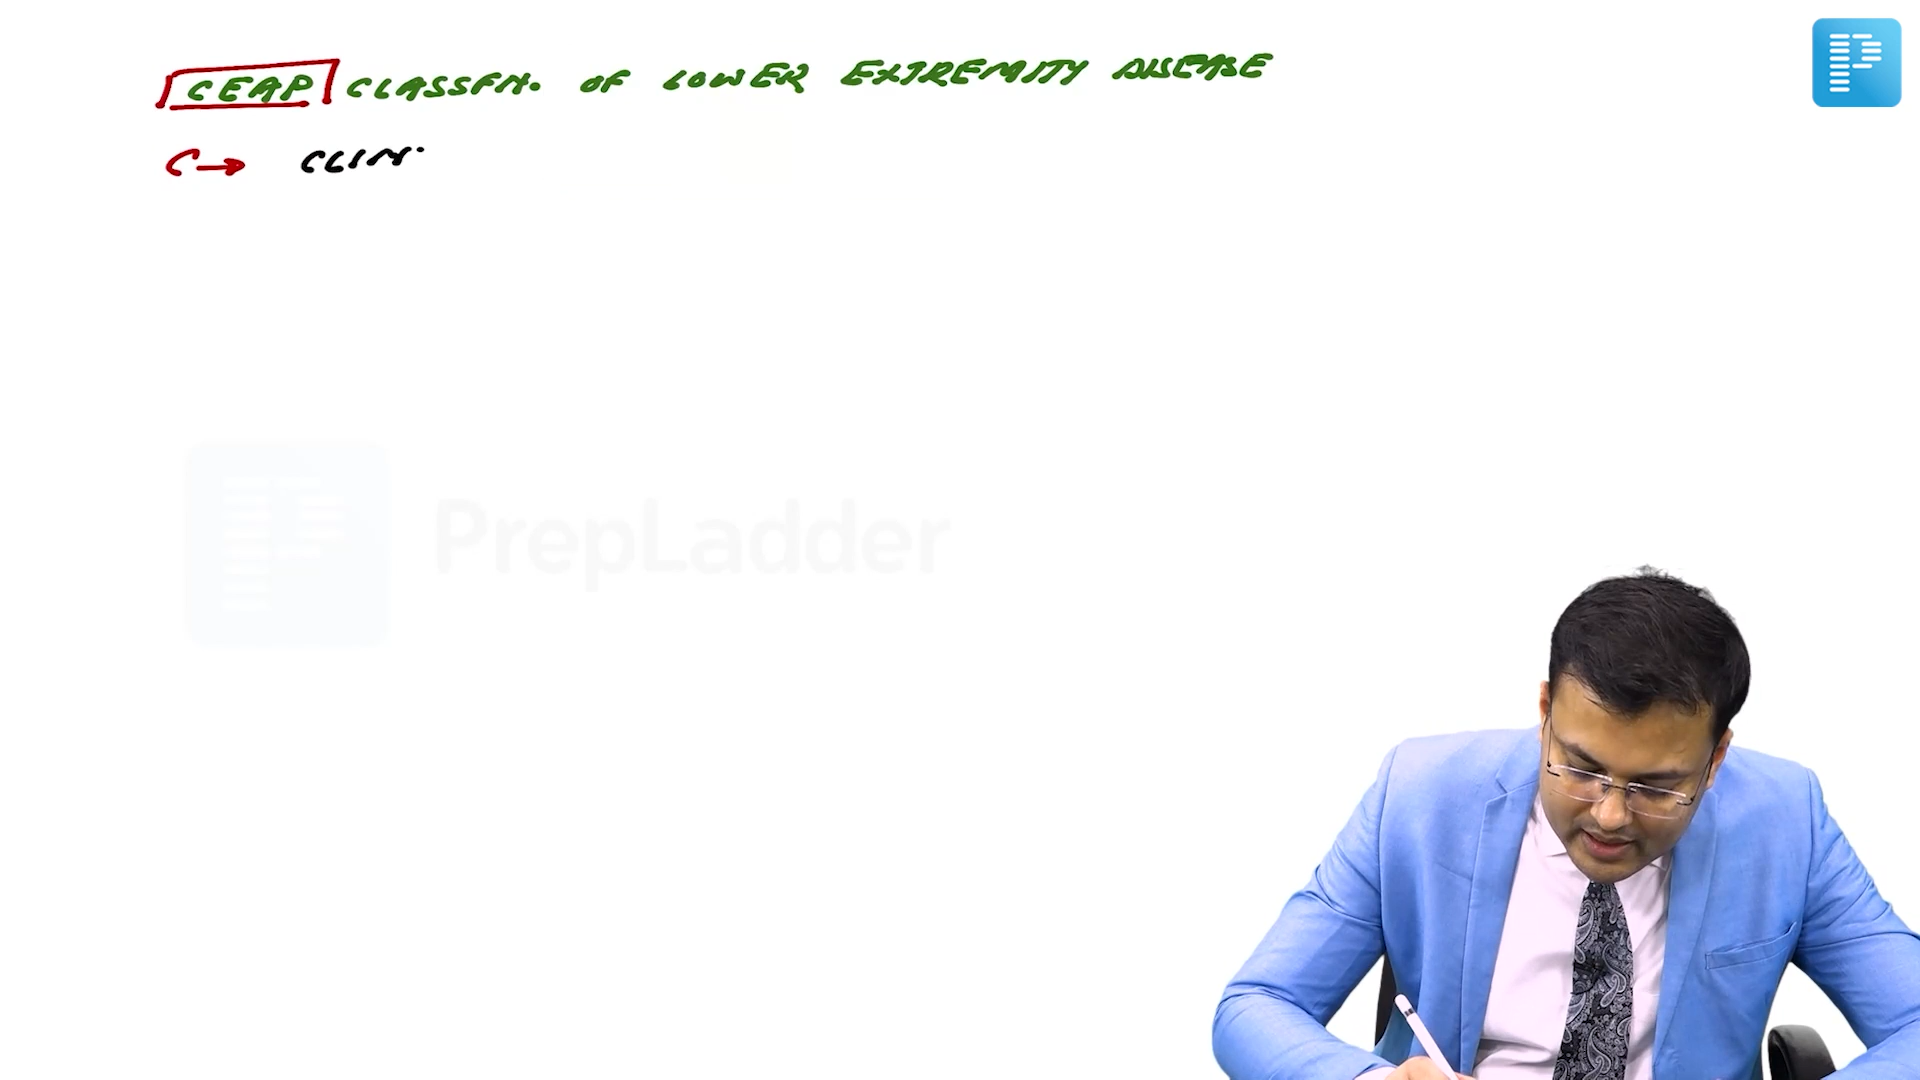 CEAP CLASSFN. OF LOWER EXTREMITY DISEASE
C → CLIN.
PrepLadder